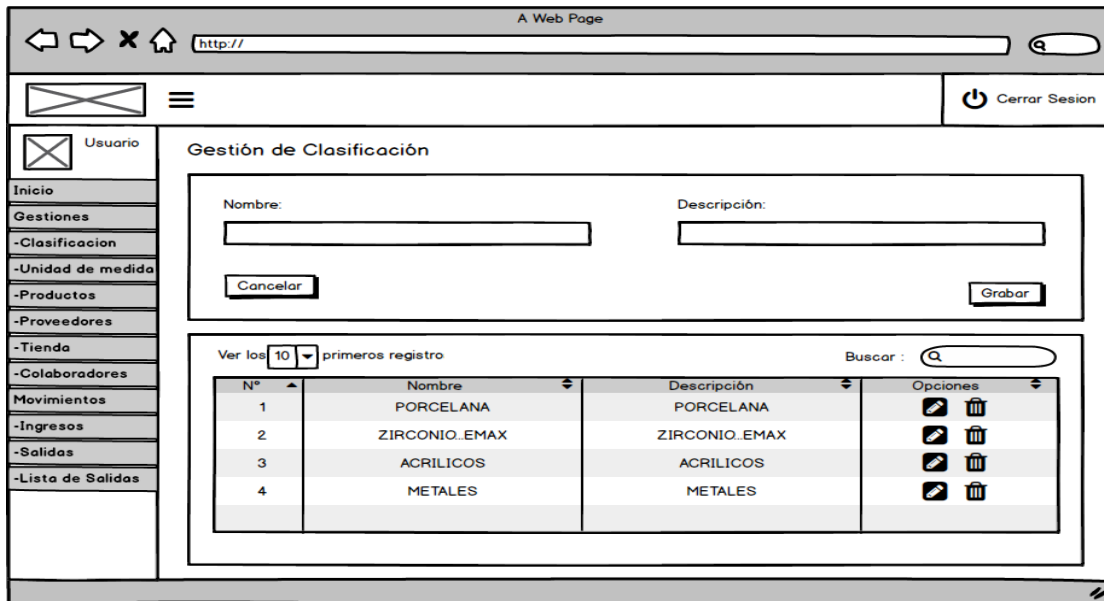 A Web Page
http://
Cerrar Sesion
Usuario
Inicio
Gestiones
-Clasificacion
-Unidad de medida
-Productos
-Proveedores
-Tienda
-Colaboradores
Movimientos
-Ingresos
-Salidas
-Lista de Salidas
Gestión de Clasificación
Nombre: Descripción:
Cancelar Grabar
Ver los 10 primeros registro Buscar :
N° Nombre Descripción Opciones
1 PORCELANA PORCELANA
2 ZIRCONIO..EMAX ZIRCONIO..EMAX
3 ACRILICOS ACRILICOS
4 METALES METALES